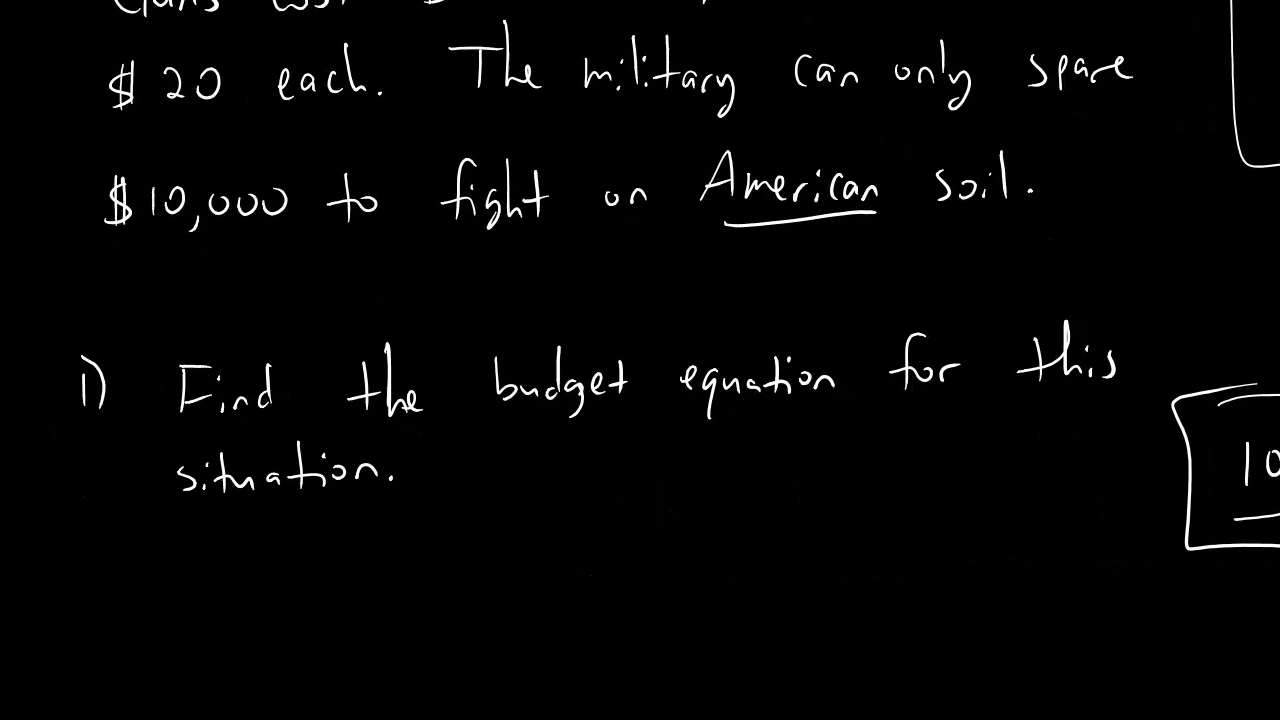 $20 each. The military can only spare
$10,000 to fight on American soil.
1) Find the budget equation for this
situation.
10